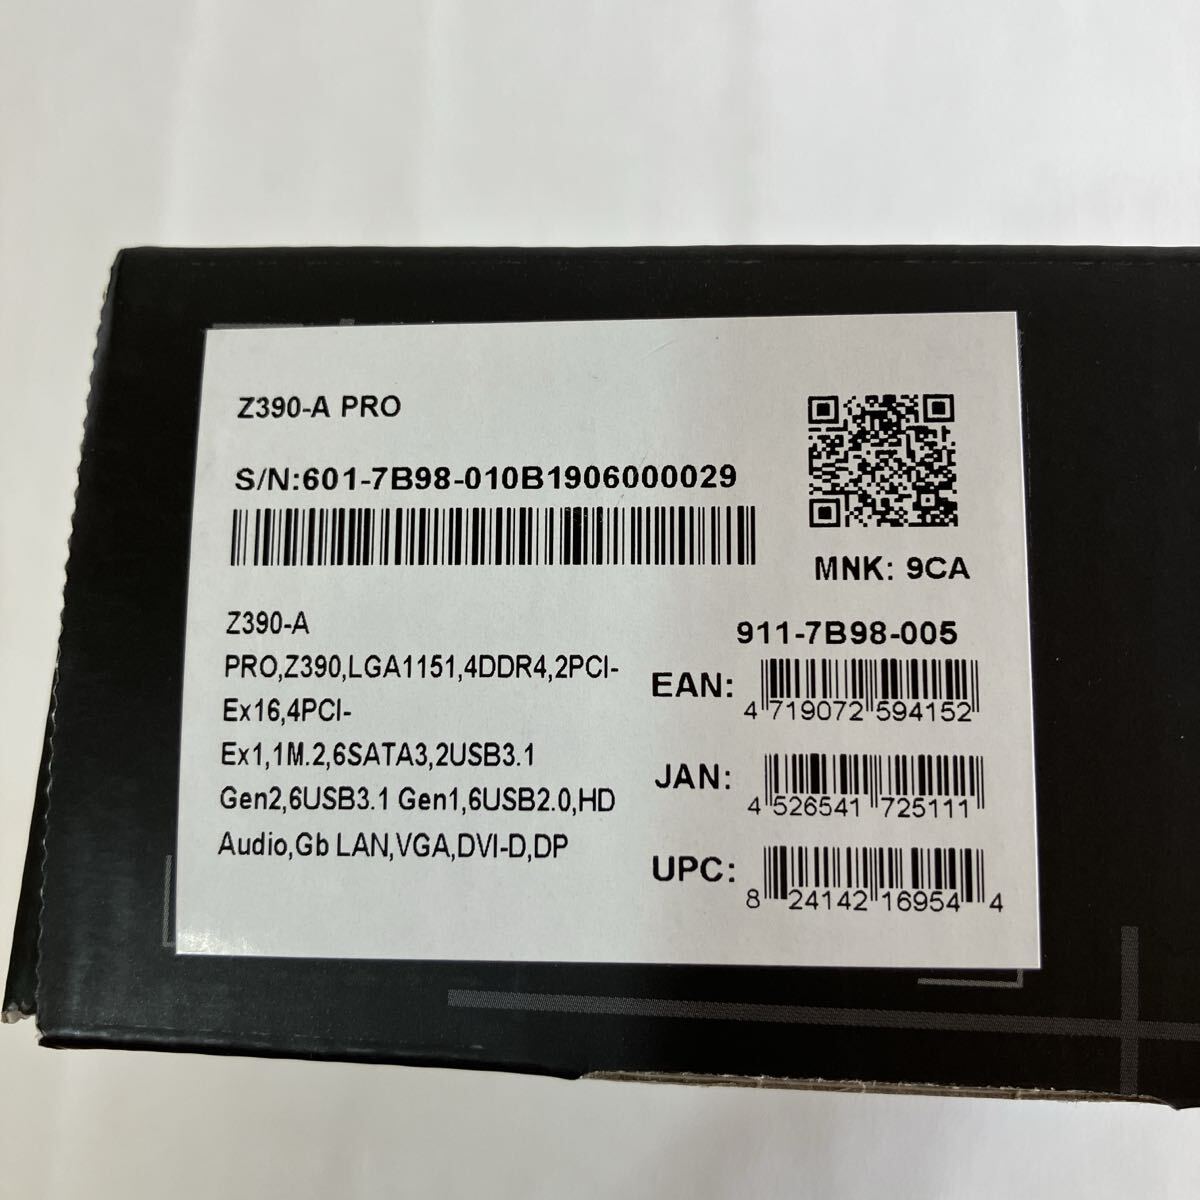 Z390-A PRO
S/N:601-7B98-010B1906000029
MNK: 9CA
Z390-A
PRO,Z390,LGA1151,4DDR4,2PCI-
Ex16,4PCI-
Ex1,1M.2,6SATA3,2USB3.1
Gen2,6USB3.1 Gen1,6USB2.0,HD
Audio,Gb LAN,VGA,DVI-D,DP
911-7B98-005
EAN:
4 719072 594152
JAN:
4 526541 725111
UPC:
8 24142 16954 4